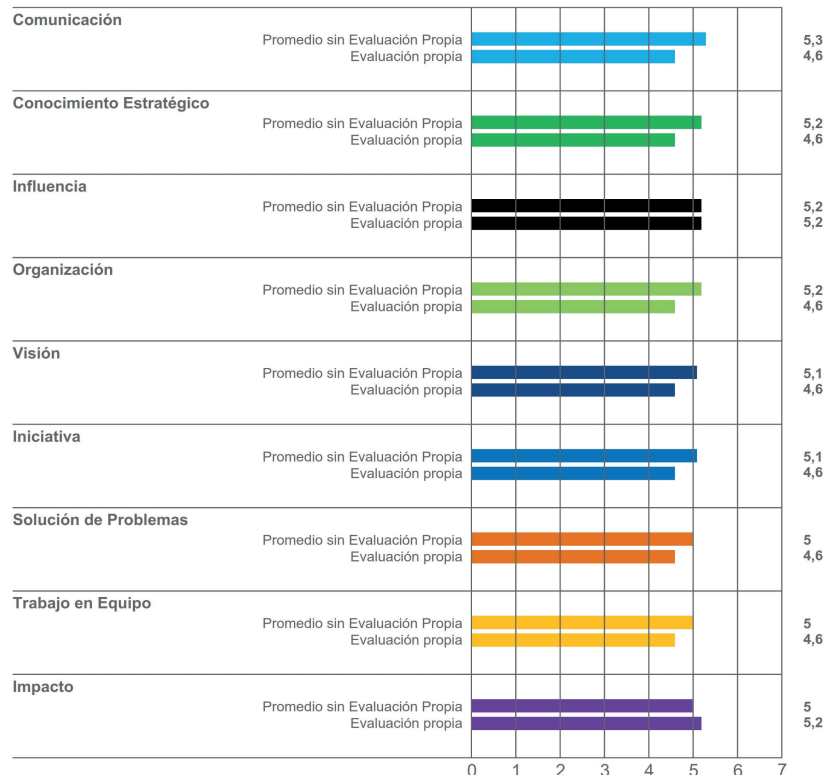 Comunicación
Promedio sin Evaluación Propia 5,3
Evaluación propia 4,6
Conocimiento Estratégico
Promedio sin Evaluación Propia 5,2
Evaluación propia 4,6
Influencia
Promedio sin Evaluación Propia 5,2
Evaluación propia 5,2
Organización
Promedio sin Evaluación Propia 5,2
Evaluación propia 4,6
Visión
Promedio sin Evaluación Propia 5,1
Evaluación propia 4,6
Iniciativa
Promedio sin Evaluación Propia 5,1
Evaluación propia 4,6
Solución de Problemas
Promedio sin Evaluación Propia 5
Evaluación propia 4,6
Trabajo en Equipo
Promedio sin Evaluación Propia 5
Evaluación propia 4,6
Impacto
Promedio sin Evaluación Propia 5
Evaluación propia 5,2
0 1 2 3 4 5 6 7